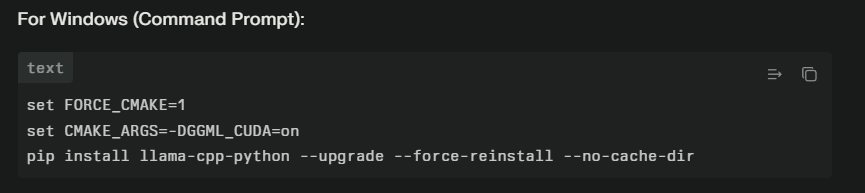 For Windows (Command Prompt):
text
set FORCE_CMAKE=1
set CMAKE_ARGS=-DGGML_CUDA=on
pip install llama-cpp-python --upgrade --force-reinstall --no-cache-dir